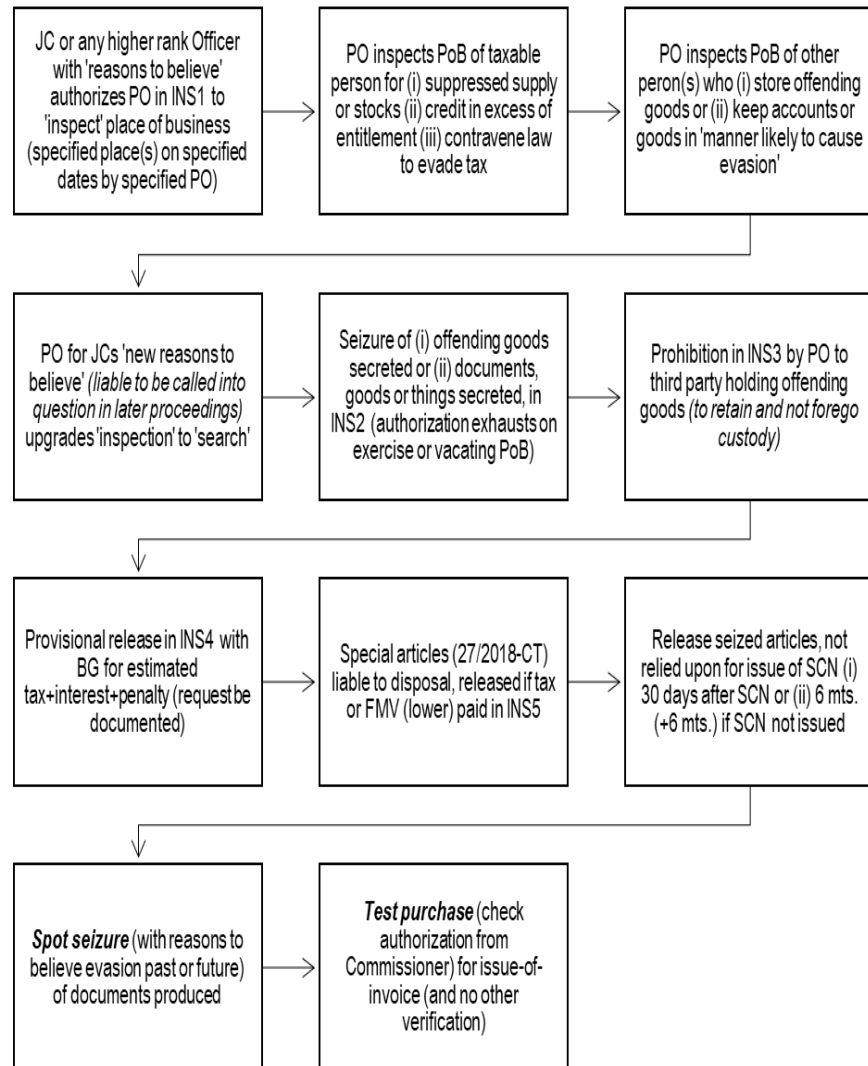 JC or any higher rank Officer
with 'reasons to believe'
authorizes PO in INS1 to
'inspect' place of business
(specified place(s) on specified
dates by specified PO)
PO inspects PoB of taxable
person for (i) suppressed supply
or stocks (ii) credit in excess of
entitlement (iii) contravene law
to evade tax
PO inspects PoB of other
peron(s) who (i) store offending
goods or (ii) keep accounts or
goods in 'manner likely to cause
evasion'
PO for JCs 'new reasons to
believe' (liable to be called into
question in later proceedings)
upgrades 'inspection' to 'search'
Seizure of (i) offending goods
secreted or (ii) documents,
goods or things secreted, in
INS2 (authorization exhausts on
exercise or vacating PoB)
Prohibition in INS3 by PO to
third party holding offending
goods (to retain and not forego
custody)
Provisional release in INS4 with
BG for estimated
tax+interest+penalty (request be
documented)
Special articles (27/2018-CT)
liable to disposal, released if tax
or FMV (lower) paid in INS5
Release seized articles, not
relied upon for issue of SCN (i)
30 days after SCN or (ii) 6 mts.
(+6 mts.) if SCN not issued
Spot seizure (with reasons to
believe evasion past or future)
of documents produced
Test purchase (check
authorization from
Commissioner) for issue-of-
invoice (and no other
verification)